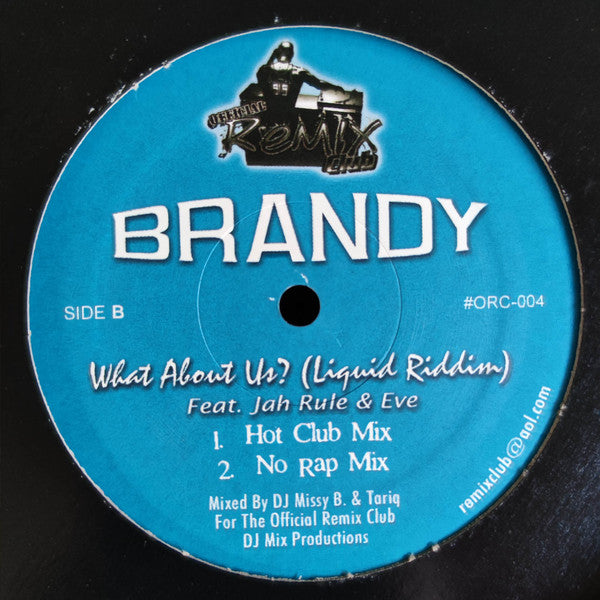 OFFICIAL
REMIX
CLUB
BRANDY
SIDE B
#ORC-004
What About Us? (Liquid Riddim)
Feat. Jah Rule & Eve
1. Hot Club Mix
2. No Rap Mix
Mixed By DJ Missy B. & Tariq
For The Official Remix Club
DJ Mix Productions
remixclub@aol.com